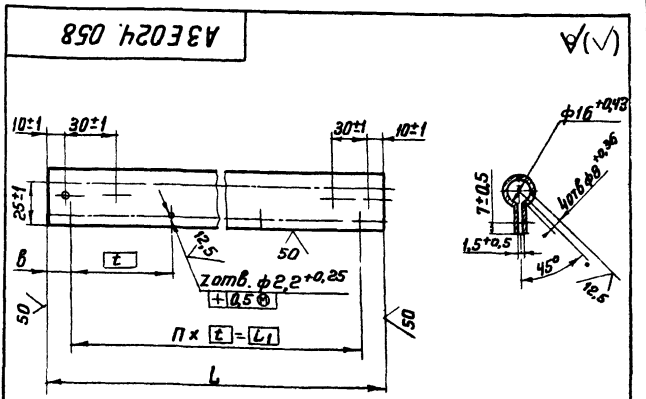 АЗЕ024. 058
(√)
10±1
30±1
30±1
10±1
ф16 +0,43
25±1
7±0,5
4отв ф8 +0,36
12,5
50
1,5+0,5
t
45°
zотв. ф2,2+0,25
0,5 М
12,5
50
50
П × t = L1
L